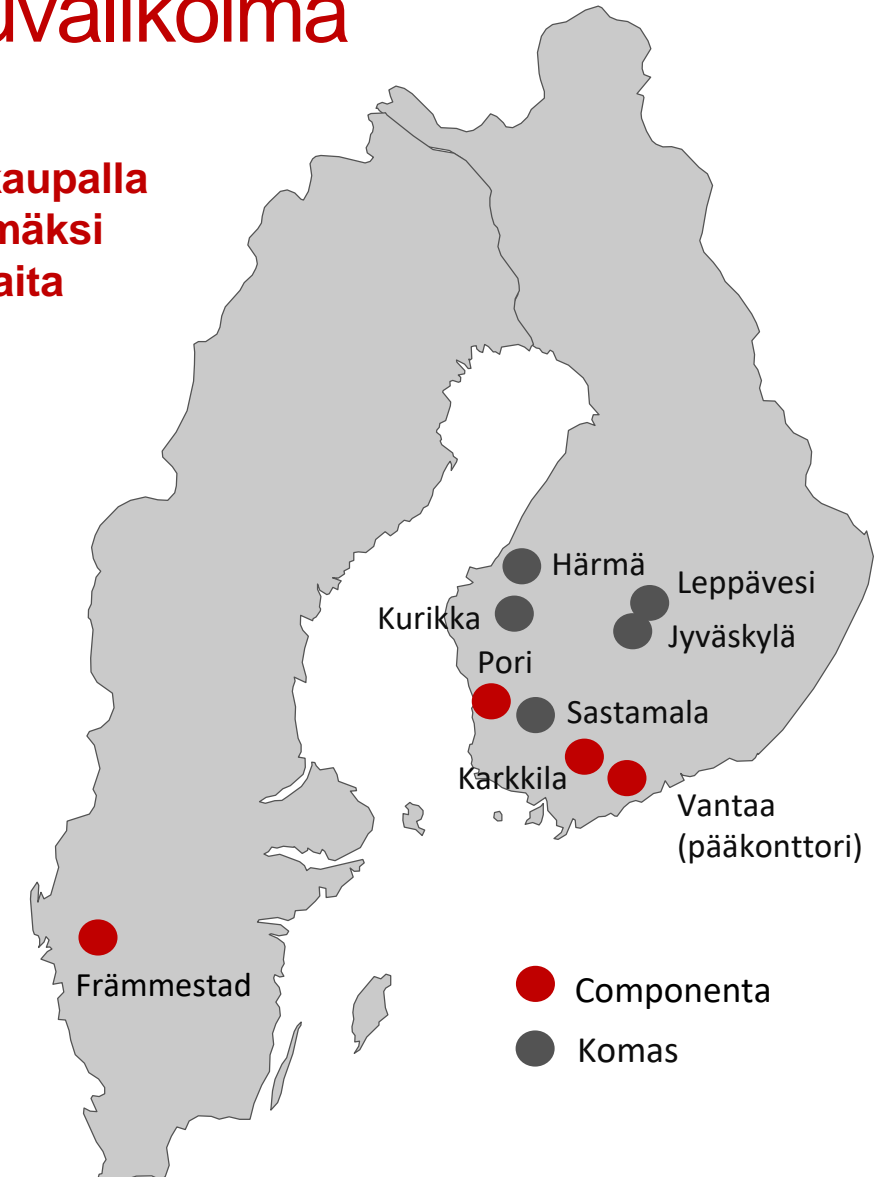 uvalikoima
kaupalla
mäksi
aita
Härmä
Leppävesi
Kurikka
Jyväskylä
Pori
Sastamala
Karkkila
Vantaa
(pääkonttori)
Främmestad
Componenta
Komas